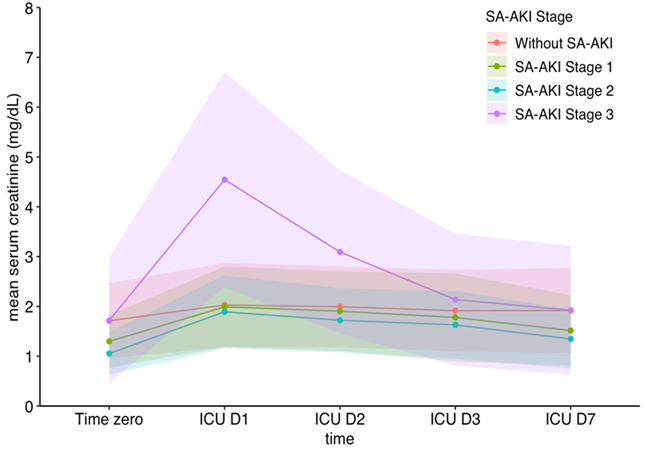 SA-AKI Stage
Without SA-AKI
SA-AKI Stage 1
SA-AKI Stage 2
SA-AKI Stage 3
mean serum creatinine (mg/dL)
8
7
6
5
4
3
2
1
0
Time zero ICU D1 ICU D2 ICU D3 ICU D7
time